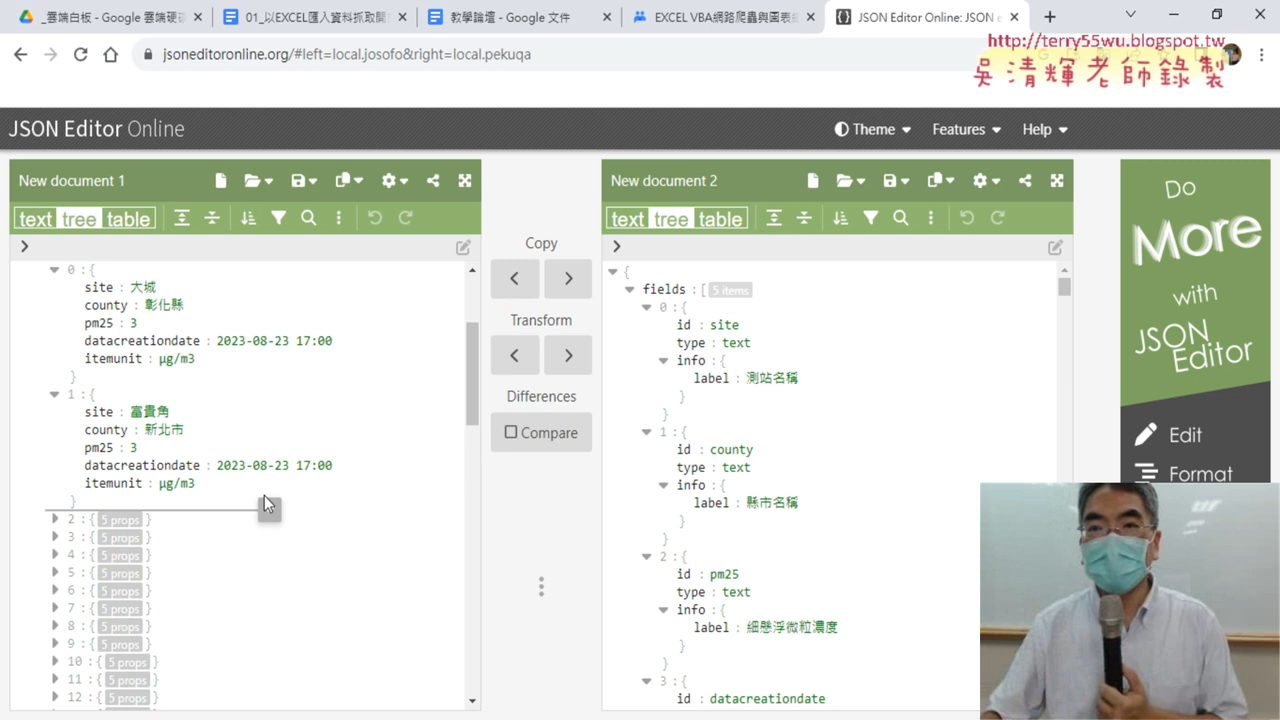 _雲端白板 - Google 雲端硬
01_以EXCEL匯入資料抓取開
教學論壇 - Google 文件
EXCEL VBA網路爬蟲與圖表
JSON Editor Online: JSON e
jsoneditoronline.org/#left=local.josofo&right=local.pekuqa
http://terry55wu.blogspot.tw
吳清輝老師錄製
JSON Editor Online
Theme
Features
Help
New document 1
text tree table
0:{
site : 大城
county : 彰化縣
pm25 : 3
datacreationdate : 2023-08-23 17:00
itemunit : μg/m3
}
1:{
site : 富貴角
county : 新北市
pm25 : 3
datacreationdate : 2023-08-23 17:00
itemunit : μg/m3
}
2:{ 5 props }
3:{ 5 props }
4:{ 5 props }
5:{ 5 props }
6:{ 5 props }
7:{ 5 props }
8:{ 5 props }
9:{ 5 props }
10:{ 5 props }
11:{ 5 props }
12:{ 5 props }
Copy
Transform
Differences
Compare
New document 2
text tree table
{
fields :[ 5 items
0:{
id : site
type : text
info :{
label : 測站名稱
}
}
1:{
id : county
type : text
info :{
label : 縣市名稱
}
}
2:{
id : pm25
type : text
info :{
label : 細懸浮微粒濃度
}
}
3:{
id : datacreationdate
Do
More
with
JSON
Editor
Edit
Format